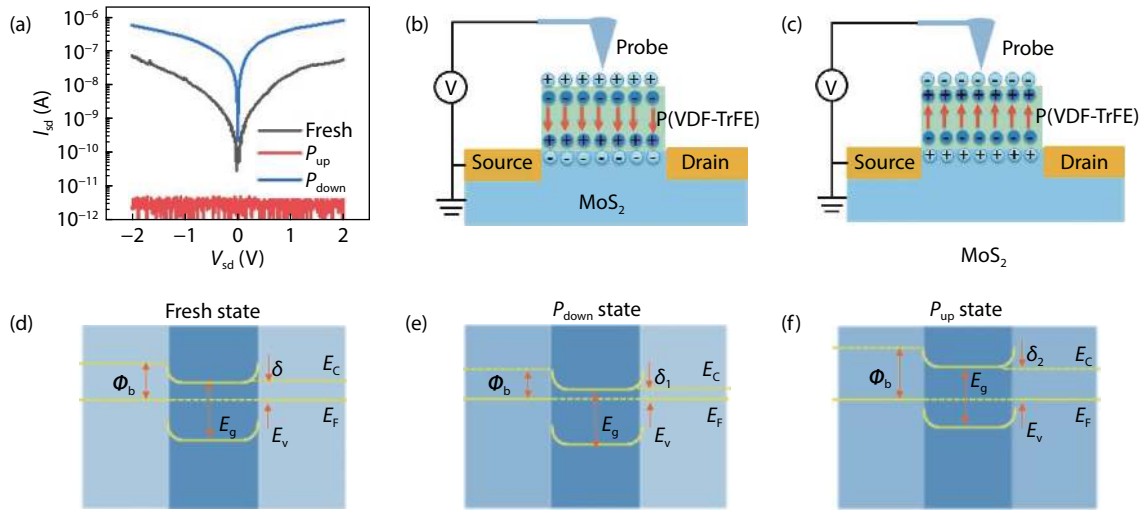 (a)
10⁻⁶
10⁻⁷
10⁻⁸
10⁻⁹
10⁻¹⁰
10⁻¹¹
10⁻¹²
I_sd (A)
Fresh
P_up
P_down
−2 −1 0 1 2
V_sd (V)
(b)
Probe
V
+ + + + + + +
- - - - - - -
P(VDF-TrFE)
+ + + + + + +
- - - - - - -
Source
Drain
MoS₂
(c)
Probe
V
- - - - - - -
+ + + + + + +
P(VDF-TrFE)
- - - - - - -
+ + + + + + +
Source
Drain
MoS₂
(d)
Fresh state
Φ_b
δ
E_C
E_g
E_F
E_v
(e)
P_down state
Φ_b
δ₁
E_C
E_g
E_F
E_v
(f)
P_up state
Φ_b
δ₂
E_C
E_g
E_F
E_v